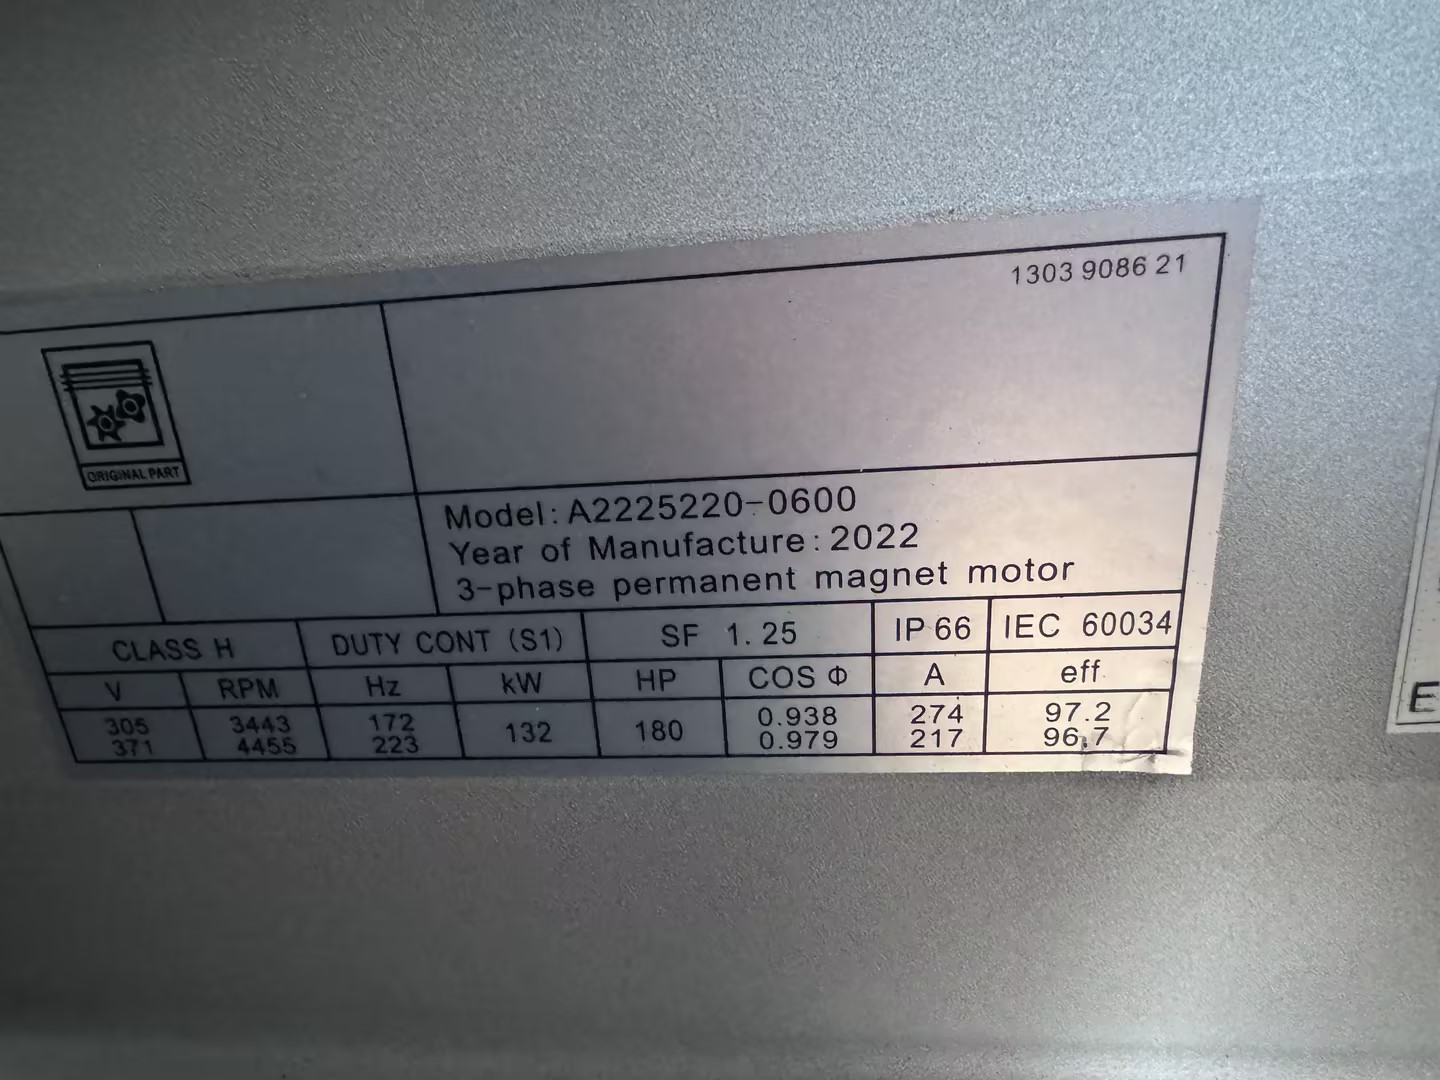 1303 9086 21
ORIGINAL PART
Model: A2225220-0600
Year of Manufacture: 2022
3-phase permanent magnet motor
CLASS H DUTY CONT (S1) SF 1.25 IP 66 IEC 60034
V RPM Hz kW HP COS Φ A eff.
305 3443 172 132 180 0.938 274 97.2
371 4455 223 0.979 217 96.7
E